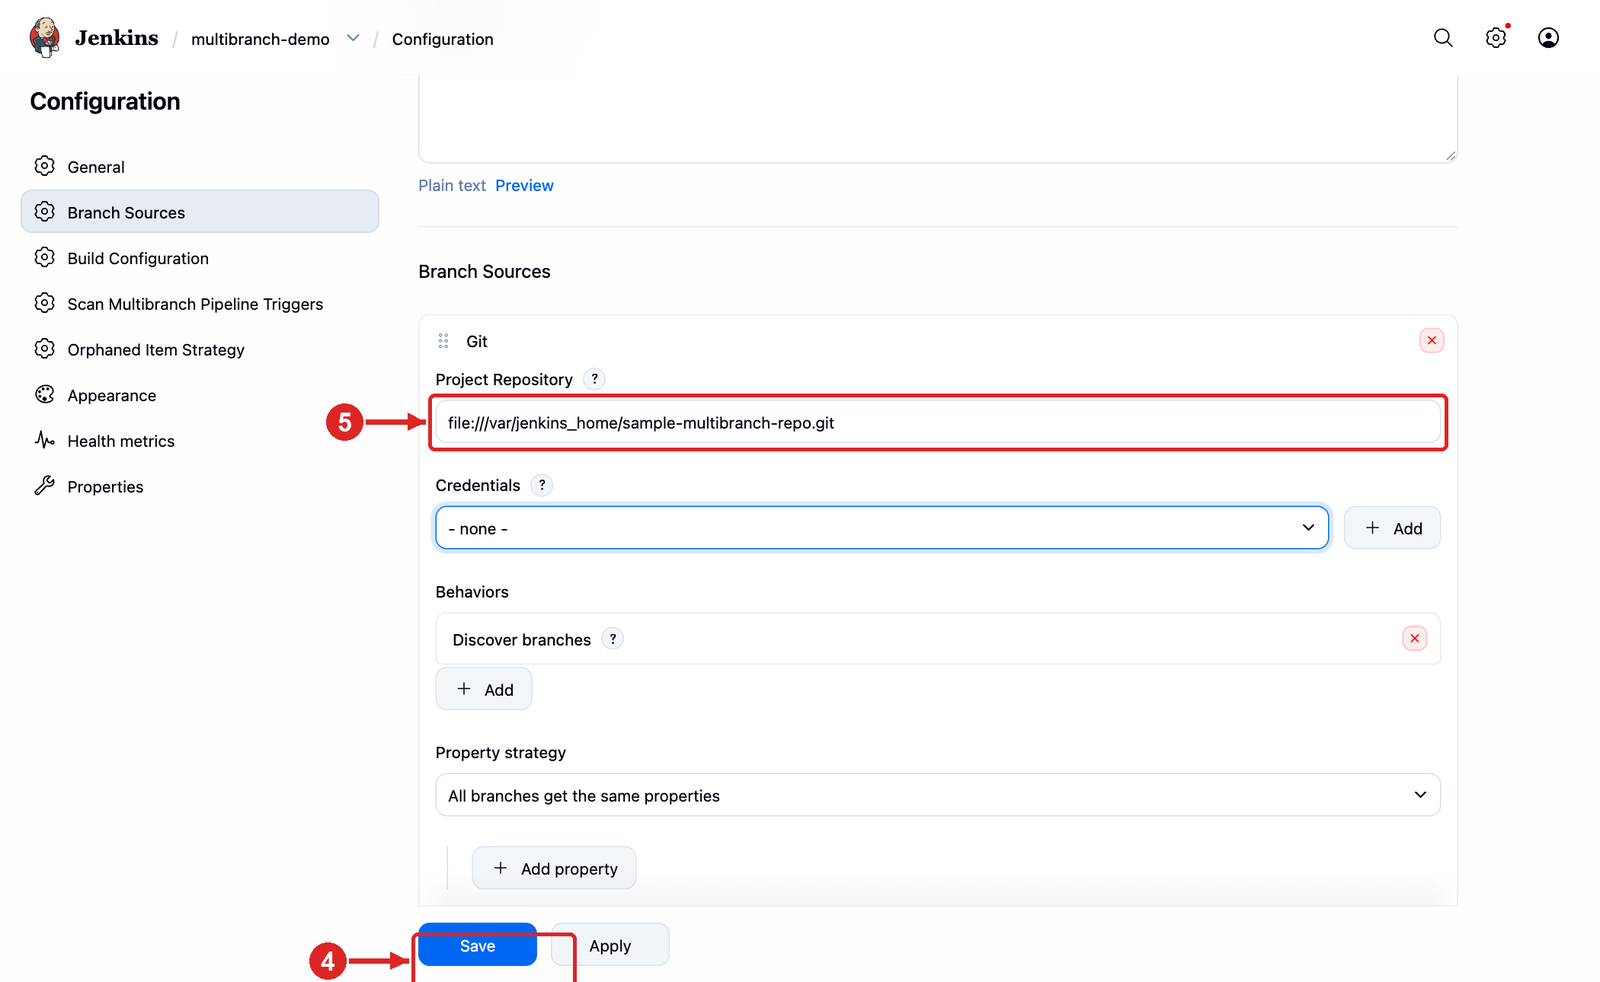 Jenkins / multibranch-demo / Configuration
Configuration
General
Branch Sources
Build Configuration
Scan Multibranch Pipeline Triggers
Orphaned Item Strategy
Appearance
Health metrics
Properties
Plain text Preview
Branch Sources
Git
Project Repository ?
5
file:///var/jenkins_home/sample-multibranch-repo.git
Credentials ?
- none -
+ Add
Behaviors
Discover branches ?
+ Add
Property strategy
All branches get the same properties
+ Add property
4
Save Apply